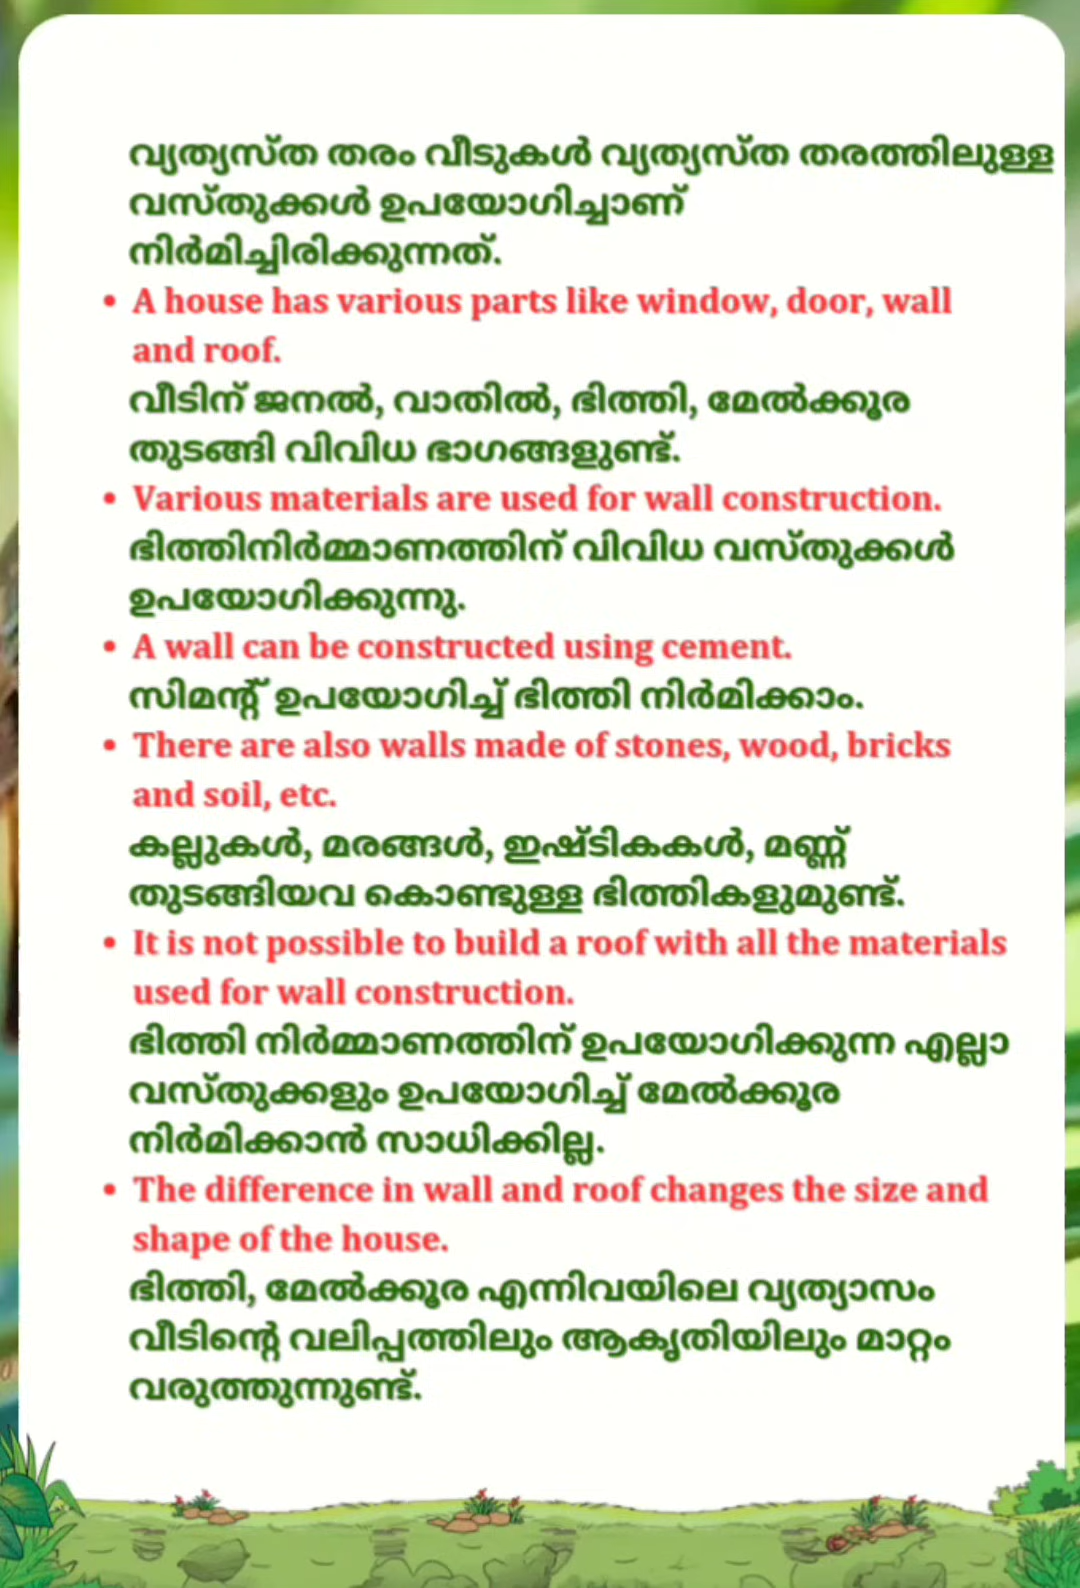 വ്യത്യസ്ത തരം വീടുകൾ വ്യത്യസ്ത തരത്തിലുള്ള
വസ്തുക്കൾ ഉപയോഗിച്ചാണ്
നിർമിച്ചിരിക്കുന്നത്.
• A house has various parts like window, door, wall
and roof.
വീടിന് ജനൽ, വാതിൽ, ഭിത്തി, മേൽക്കൂര
തുടങ്ങി വിവിധ ഭാഗങ്ങളുണ്ട്.
• Various materials are used for wall construction.
ഭിത്തിനിർമ്മാണത്തിന് വിവിധ വസ്തുക്കൾ
ഉപയോഗിക്കുന്നു.
• A wall can be constructed using cement.
സിമന്റ് ഉപയോഗിച്ച് ഭിത്തി നിർമിക്കാം.
• There are also walls made of stones, wood, bricks
and soil, etc.
കല്ലുകൾ, മരങ്ങൾ, ഇഷ്ടികകൾ, മണ്ണ്
തുടങ്ങിയവ കൊണ്ടുള്ള ഭിത്തികളുമുണ്ട്.
• It is not possible to build a roof with all the materials
used for wall construction.
ഭിത്തി നിർമ്മാണത്തിന് ഉപയോഗിക്കുന്ന എല്ലാ
വസ്തുക്കളും ഉപയോഗിച്ച് മേൽക്കൂര
നിർമിക്കാൻ സാധിക്കില്ല.
• The difference in wall and roof changes the size and
shape of the house.
ഭിത്തി, മേൽക്കൂര എന്നിവയിലെ വ്യത്യാസം
വീടിന്റെ വലിപ്പത്തിലും ആകൃതിയിലും മാറ്റം
വരുത്തുന്നുണ്ട്.